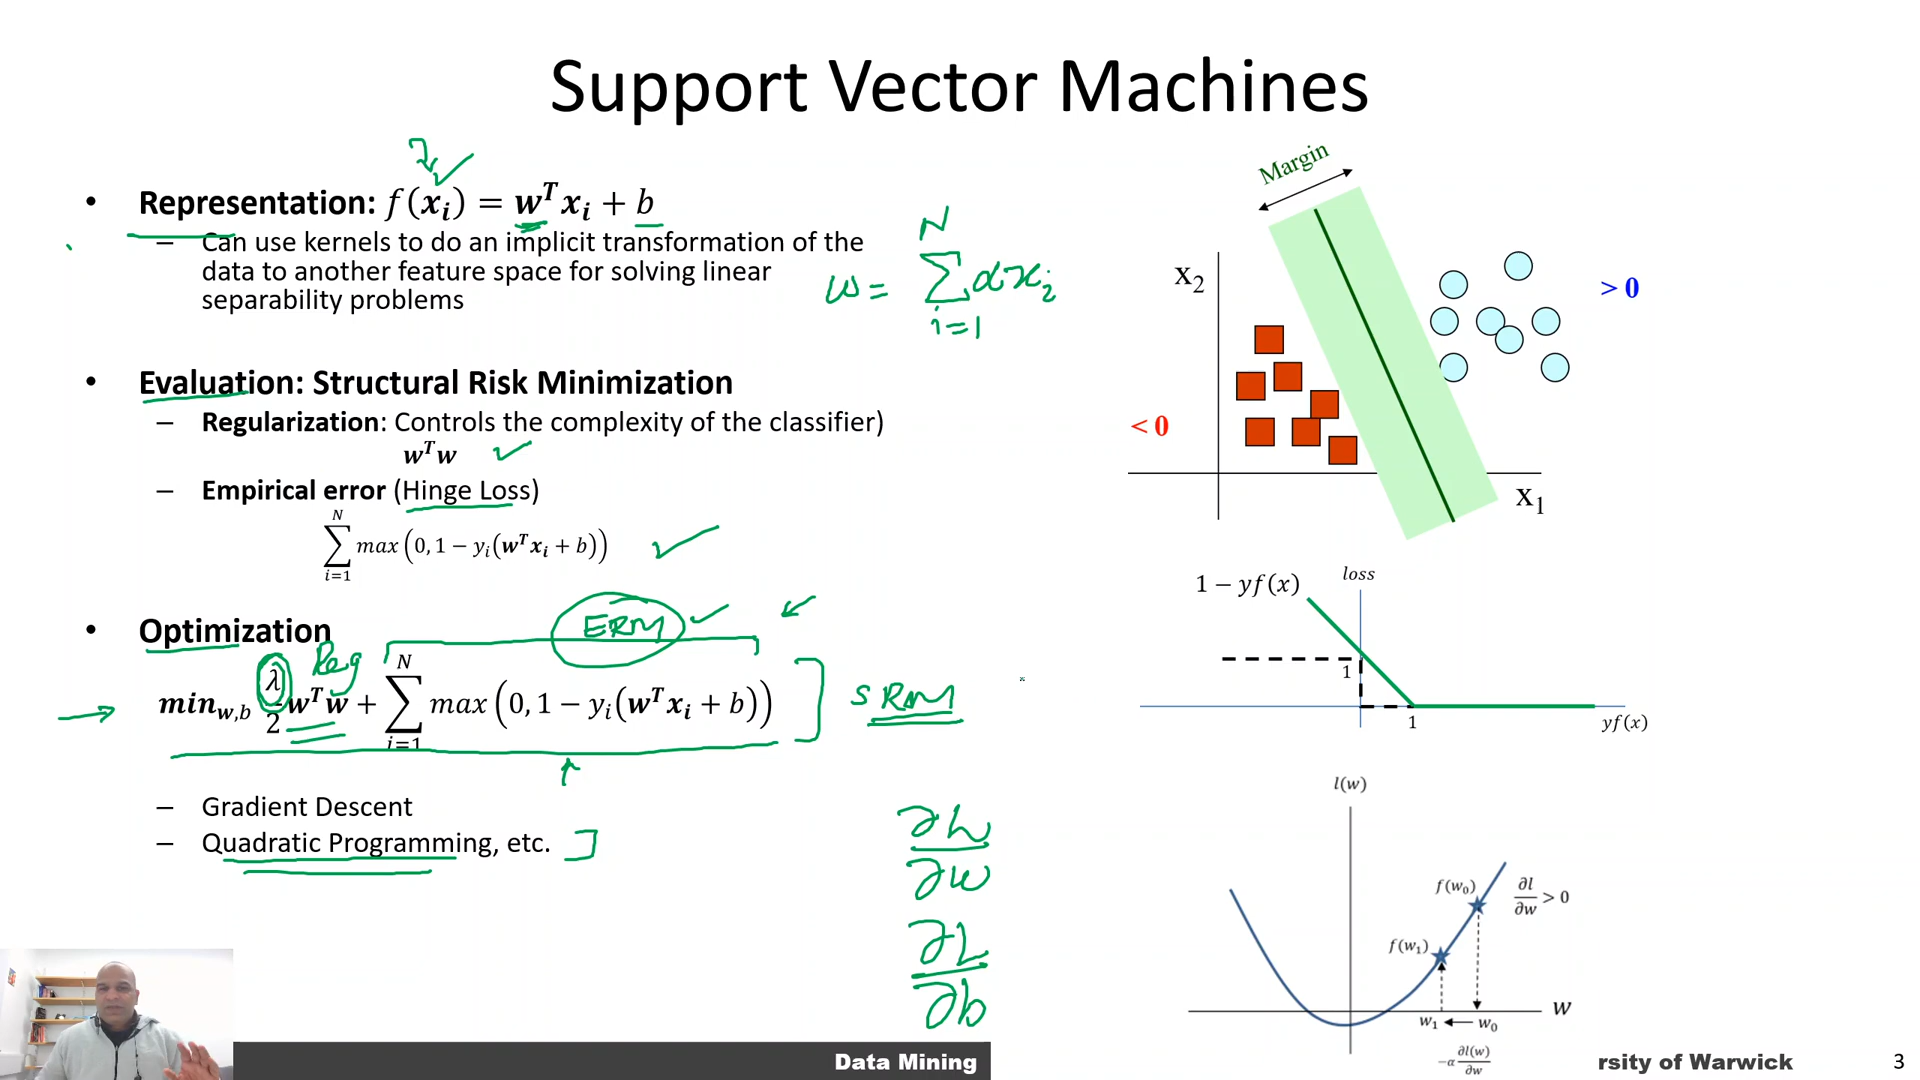 Support Vector Machines
• Representation: f(xᵢ) = wᵀxᵢ + b
– Can use kernels to do an implicit transformation of the
data to another feature space for solving linear
separability problems
w = ∑ᵢ₌₁ᴺ αxᵢ
• Evaluation: Structural Risk Minimization
– Regularization: Controls the complexity of the classifier)
wᵀw
– Empirical error (Hinge Loss)
∑ᵢ₌₁ᴺ max(0, 1 − yᵢ(wᵀxᵢ + b))
ERM
• Optimization
Reg
min_{w,b} λ/2 wᵀw + ∑ᵢ₌₁ᴺ max(0, 1 − yᵢ(wᵀxᵢ + b))
SRM
– Gradient Descent
– Quadratic Programming, etc.
∂L/∂w
∂L/∂b
Margin
x₂
> 0
< 0
x₁
1 − yf(x)
loss
1
1
yf(x)
l(w)
f(w₀)
∂l/∂w > 0
f(w₁)
w
w₁ w₀
−α ∂l(w)/∂w
Data Mining
rsity of Warwick
3